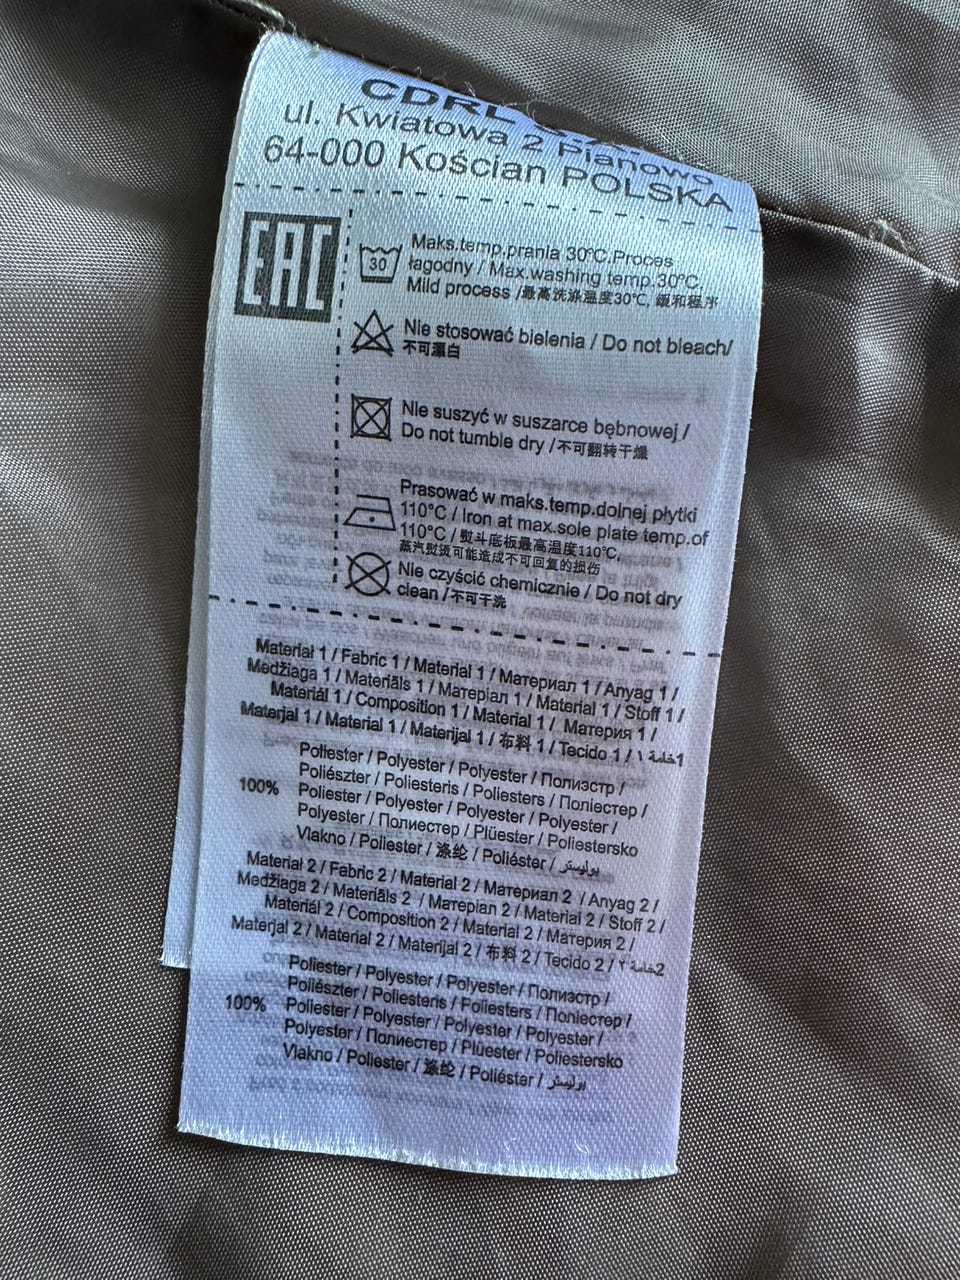 CDRL S.A.
ul. Kwiatowa 2 Pianowo
64-000 Kościan POLSKA
EAC
30
Maks.temp.prania 30°C.Proces
łagodny / Max.washing temp.30°C,
Mild process /最高洗涤温度30℃, 缓和程序
Nie stosować bielenia / Do not bleach/
不可漂白
Nie suszyć w suszarce bębnowej /
Do not tumble dry /不可翻转干燥
Prasować w maks.temp.dolnej płytki
110°C / Iron at max.sole plate temp.of
110°C / 熨斗底板最高温度110℃,
蒸汽熨烫可能造成不可回复的损伤
Nie czyścić chemicznie / Do not dry
clean /不可干洗
Materiał 1 / Fabric 1 / Material 1 / Материал 1 / Anyag 1 /
Medžiaga 1 / Materiāls 1 / Матеріал 1 / Material 1 / Stoff 1 /
Materiál 1 / Composition 1 / Material 1 / Материя 1 /
Materjal 1 / Material 1 / Materijal 1 / 布料 1 / Tecido 1 / خامة ١ 1
Poliester / Polyester / Polyester / Полиэстр /
Poliészter / Poliesteris / Poliesters / Поліестер /
100% Poliester / Polyester / Polyester / Polyester /
Polyester / Полиестер / Plüester / Poliestersko
Vlakno / Poliester / 涤纶 / Poliéster / بوليستر
Materiał 2 / Fabric 2 / Material 2 / Материал 2 / Anyag 2 /
Medžiaga 2 / Materiāls 2 / Матеріал 2 / Material 2 / Stoff 2 /
Materiál 2 / Composition 2 / Material 2 / Материя 2 /
Materjal 2 / Material 2 / Materijal 2 / 布料 2 / Tecido 2 / خامة ٢ 2
Poliester / Polyester / Polyester / Полиэстр /
Poliészter / Poliesteris / Poliesters / Поліестер /
100% Poliester / Polyester / Polyester / Polyester /
Polyester / Полиестер / Plüester / Poliestersko
Vlakno / Poliester / 涤纶 / Poliéster / بوليستر